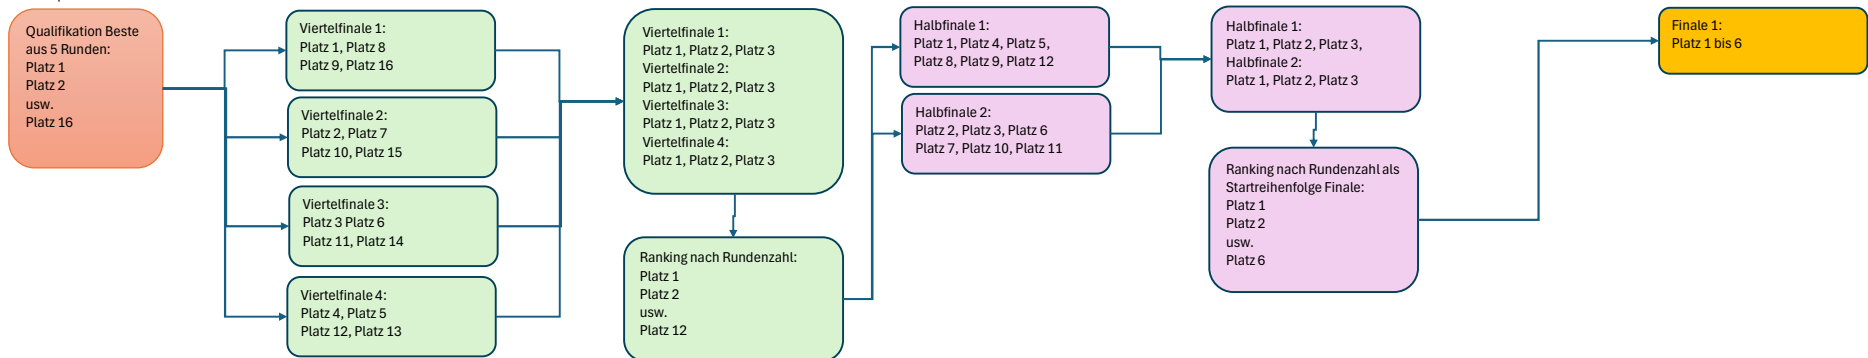 Qualifikation Beste
aus 5 Runden:
Platz 1
Platz 2
usw.
Platz 16
Viertelfinale 1:
Platz 1, Platz 8
Platz 9, Platz 16
Viertelfinale 2:
Platz 2, Platz 7
Platz 10, Platz 15
Viertelfinale 3:
Platz 3 Platz 6
Platz 11, Platz 14
Viertelfinale 4:
Platz 4, Platz 5
Platz 12, Platz 13
Viertelfinale 1:
Platz 1, Platz 2, Platz 3
Viertelfinale 2:
Platz 1, Platz 2, Platz 3
Viertelfinale 3:
Platz 1, Platz 2, Platz 3
Viertelfinale 4:
Platz 1, Platz 2, Platz 3
Ranking nach Rundenzahl:
Platz 1
Platz 2
usw.
Platz 12
Halbfinale 1:
Platz 1, Platz 4, Platz 5,
Platz 8, Platz 9, Platz 12
Halbfinale 2:
Platz 2, Platz 3, Platz 6
Platz 7, Platz 10, Platz 11
Halbfinale 1:
Platz 1, Platz 2, Platz 3,
Halbfinale 2:
Platz 1, Platz 2, Platz 3
Ranking nach Rundenzahl als
Startreihenfolge Finale:
Platz 1
Platz 2
usw.
Platz 6
Finale 1:
Platz 1 bis 6